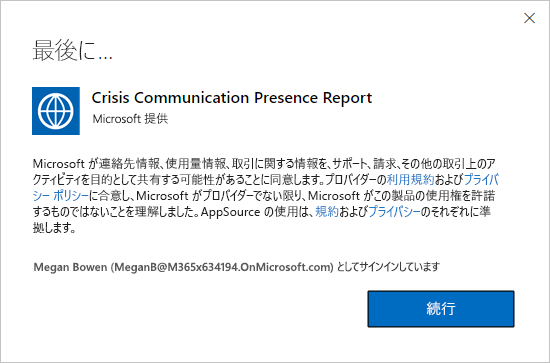 最後に...
Crisis Communication Presence Report
Microsoft 提供
Microsoft が連絡先情報、使用量情報、取引に関する情報を、サポート、請求、その他の取引上のア
クティビティを目的として共有する可能性があることに同意します。プロバイダーの利用規約およびプライバ
シー ポリシーに合意し、Microsoft がプロバイダーでない限り、Microsoft がこの製品の使用権を許諾
するものではないことを理解しました。AppSource の使用は、規約およびプライバシーのそれぞれに準
拠します。
Megan Bowen (MeganB@M365x634194.OnMicrosoft.com) としてサインインしています
続行